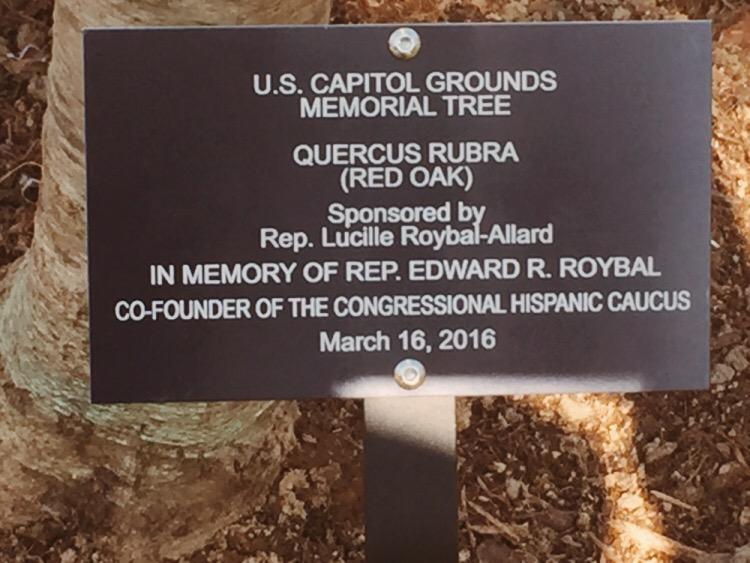 U.S. CAPITOL GROUNDS
MEMORIAL TREE
QUERCUS RUBRA
(RED OAK)
Sponsored by
Rep. Lucille Roybal-Allard
IN MEMORY OF REP. EDWARD R. ROYBAL
CO-FOUNDER OF THE CONGRESSIONAL HISPANIC CAUCUS
March 16, 2016